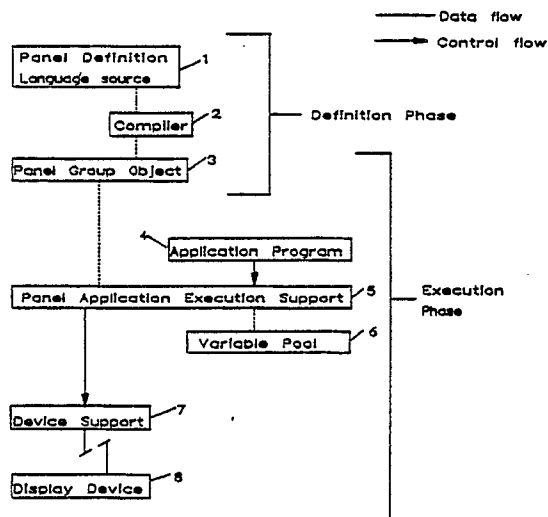 Data flow
Control flow
Panel Definition
Language source
1
2
Compiler
Definition Phase
3
Panel Group Object
4
Application Program
Panel Application Execution Support
5
Execution
Phase
6
Variable Pool
7
Device Support
8
Display Device